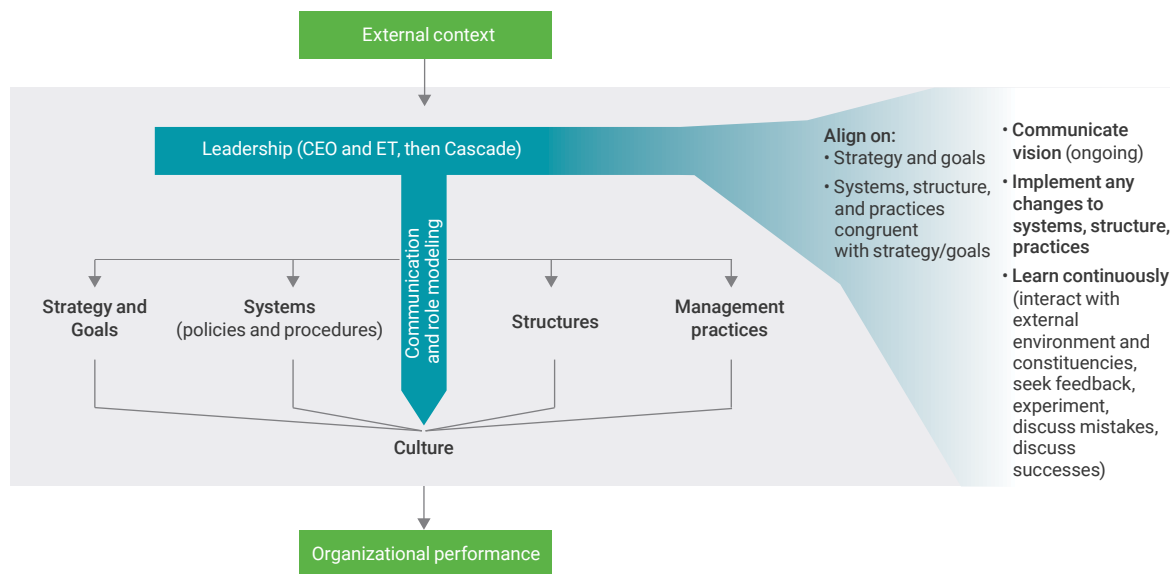 External context
Leadership (CEO and ET, then Cascade)
Align on:
• Strategy and goals
• Systems, structure,
and practices
congruent
with strategy/goals
• Communicate
vision (ongoing)
• Implement any
changes to
systems, structure,
practices
• Learn continuously
(interact with
external
environment and
constituencies,
seek feedback,
experiment,
discuss mistakes,
discuss
successes)
Communication
and role modeling
Strategy and
Goals
Systems
(policies and procedures)
Structures
Management
practices
Culture
Organizational performance